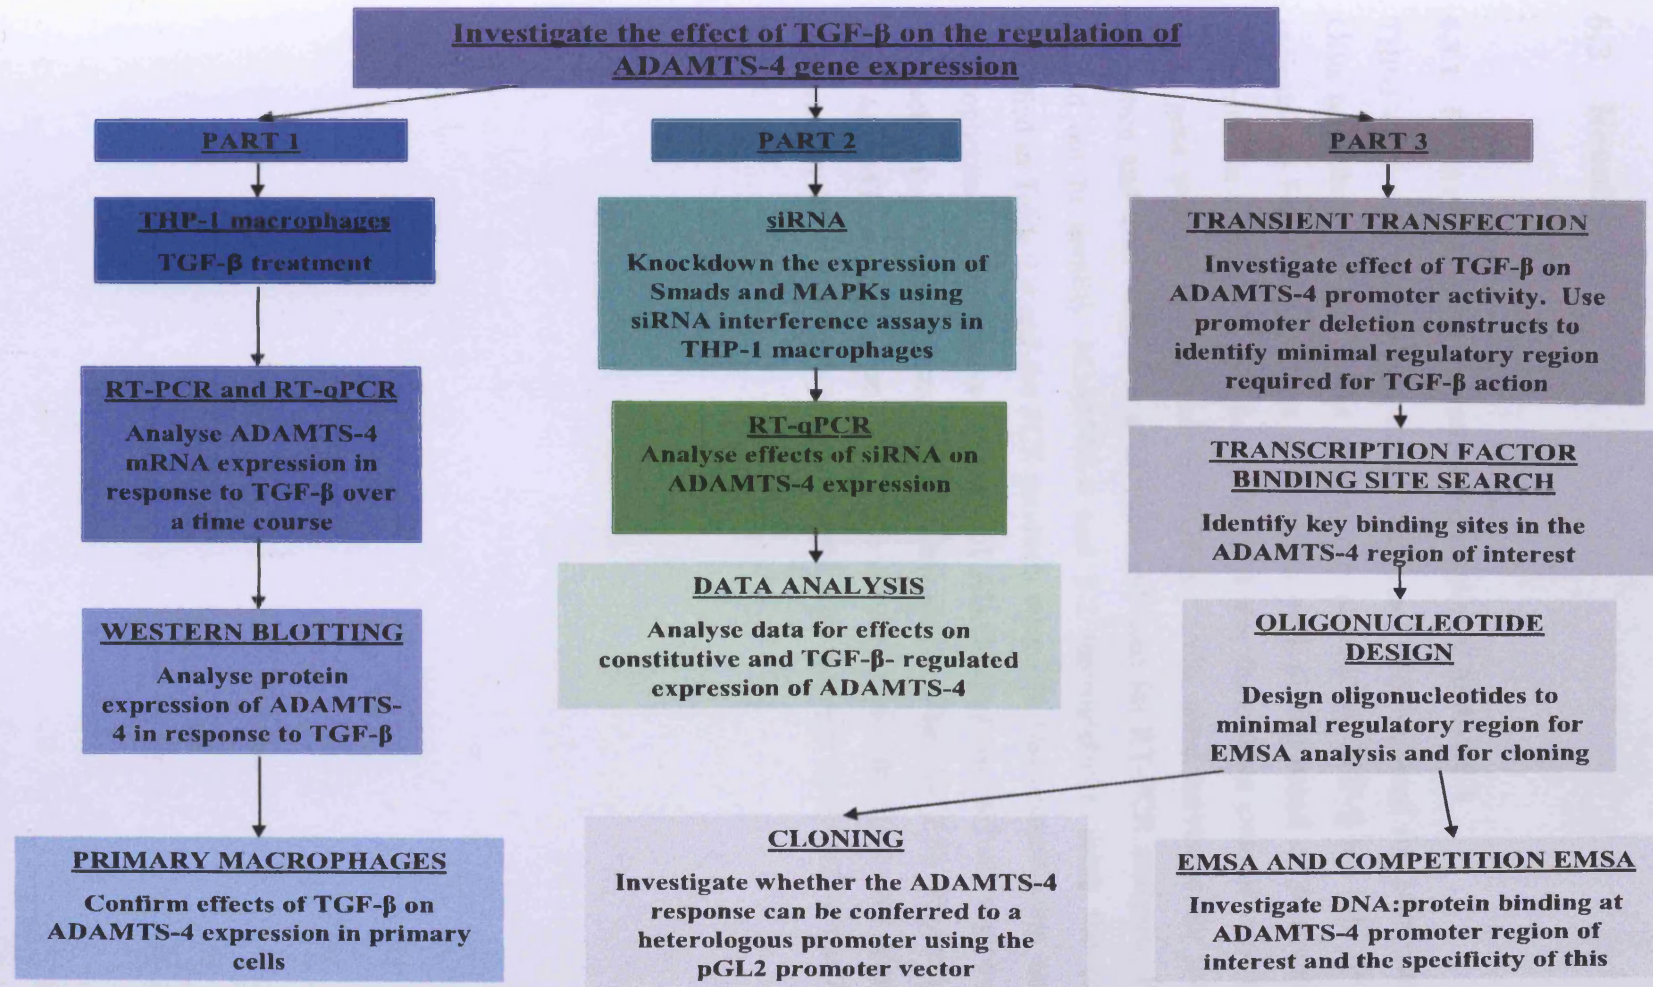 Investigate the effect of TGF-β on the regulation of
ADAMTS-4 gene expression
PART 1
THP-1 macrophages
TGF-β treatment
RT-PCR and RT-qPCR
Analyse ADAMTS-4
mRNA expression in
response to TGF-β over
a time course
WESTERN BLOTTING
Analyse protein
expression of ADAMTS-
4 in response to TGF-β
PRIMARY MACROPHAGES
Confirm effects of TGF-β on
ADAMTS-4 expression in primary
cells
PART 2
siRNA
Knockdown the expression of
Smads and MAPKs using
siRNA interference assays in
THP-1 macrophages
RT-qPCR
Analyse effects of siRNA on
ADAMTS-4 expression
DATA ANALYSIS
Analyse data for effects on
constitutive and TGF-β- regulated
expression of ADAMTS-4
PART 3
TRANSIENT TRANSFECTION
Investigate effect of TGF-β on
ADAMTS-4 promoter activity. Use
promoter deletion constructs to
identify minimal regulatory region
required for TGF-β action
TRANSCRIPTION FACTOR
BINDING SITE SEARCH
Identify key binding sites in the
ADAMTS-4 region of interest
OLIGONUCLEOTIDE
DESIGN
Design oligonucleotides to
minimal regulatory region for
EMSA analysis and for cloning
CLONING
Investigate whether the ADAMTS-4
response can be conferred to a
heterologous promoter using the
pGL2 promoter vector
EMSA AND COMPETITION EMSA
Investigate DNA:protein binding at
ADAMTS-4 promoter region of
interest and the specificity of this